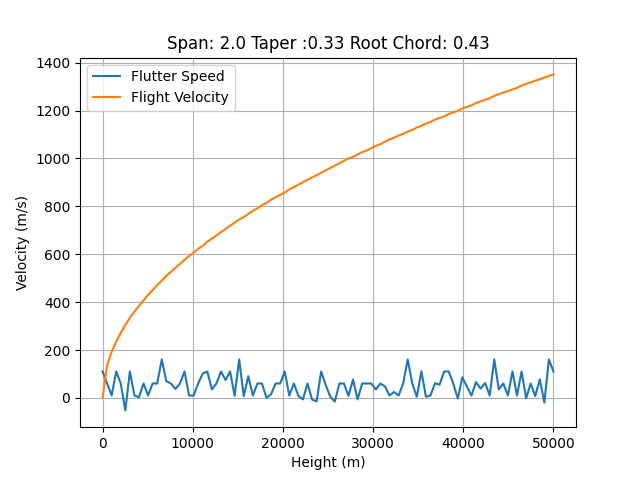 Span: 2.0 Taper :0.33 Root Chord: 0.43
Flutter Speed
Flight Velocity
Velocity (m/s)
1400
1200
1000
800
600
400
200
0
0 10000 20000 30000 40000 50000
Height (m)